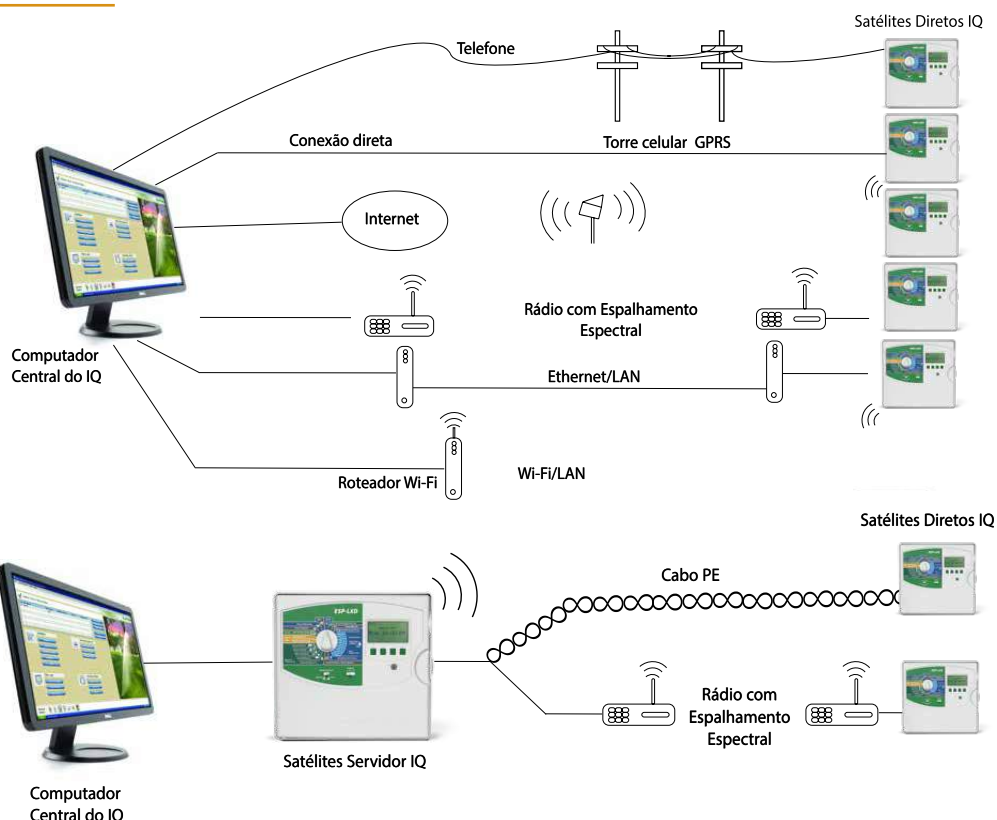 Satélites Diretos IQ
Telefone
Conexão direta
Torre celular GPRS
Internet
Rádio com Espalhamento
Espectral
Computador
Central do IQ
Ethernet/LAN
Roteador Wi-Fi
Wi-Fi/LAN
Satélites Diretos IQ
Cabo PE
ESP-LXD
Rádio com
Espalhamento
Espectral
Satélites Servidor IQ
Computador
Central do IQ